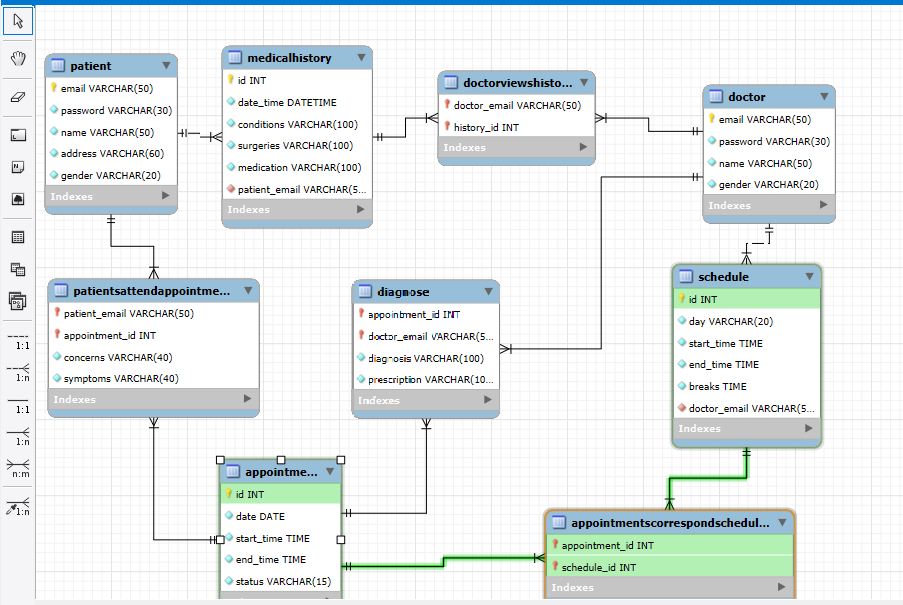 patient
email VARCHAR(50)
password VARCHAR(30)
name VARCHAR(50)
address VARCHAR(60)
gender VARCHAR(20)
Indexes
medicalhistory
id INT
date_time DATETIME
conditions VARCHAR(100)
surgeries VARCHAR(100)
medication VARCHAR(100)
patient_email VARCHAR(5...
Indexes
doctorviewshisto...
doctor_email VARCHAR(50)
history_id INT
Indexes
doctor
email VARCHAR(50)
password VARCHAR(30)
name VARCHAR(50)
gender VARCHAR(20)
Indexes
patientsattendappointme...
patient_email VARCHAR(50)
appointment_id INT
concerns VARCHAR(40)
symptoms VARCHAR(40)
Indexes
diagnose
appointment_id INT
doctor_email VARCHAR(5...
diagnosis VARCHAR(100)
prescription VARCHAR(10...
Indexes
schedule
id INT
day VARCHAR(20)
start_time TIME
end_time TIME
breaks TIME
doctor_email VARCHAR(5...
Indexes
appointme...
id INT
date DATE
start_time TIME
end_time TIME
status VARCHAR(15)
appointmentscorrespondschedul...
appointment_id INT
schedule_id INT
Indexes
1:1
1:n
1:1
1:n
n:m
1:n